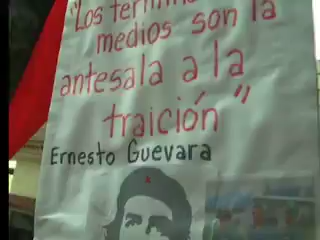 "Los
medios son la
antesala a la
traición"
Ernesto Guevara